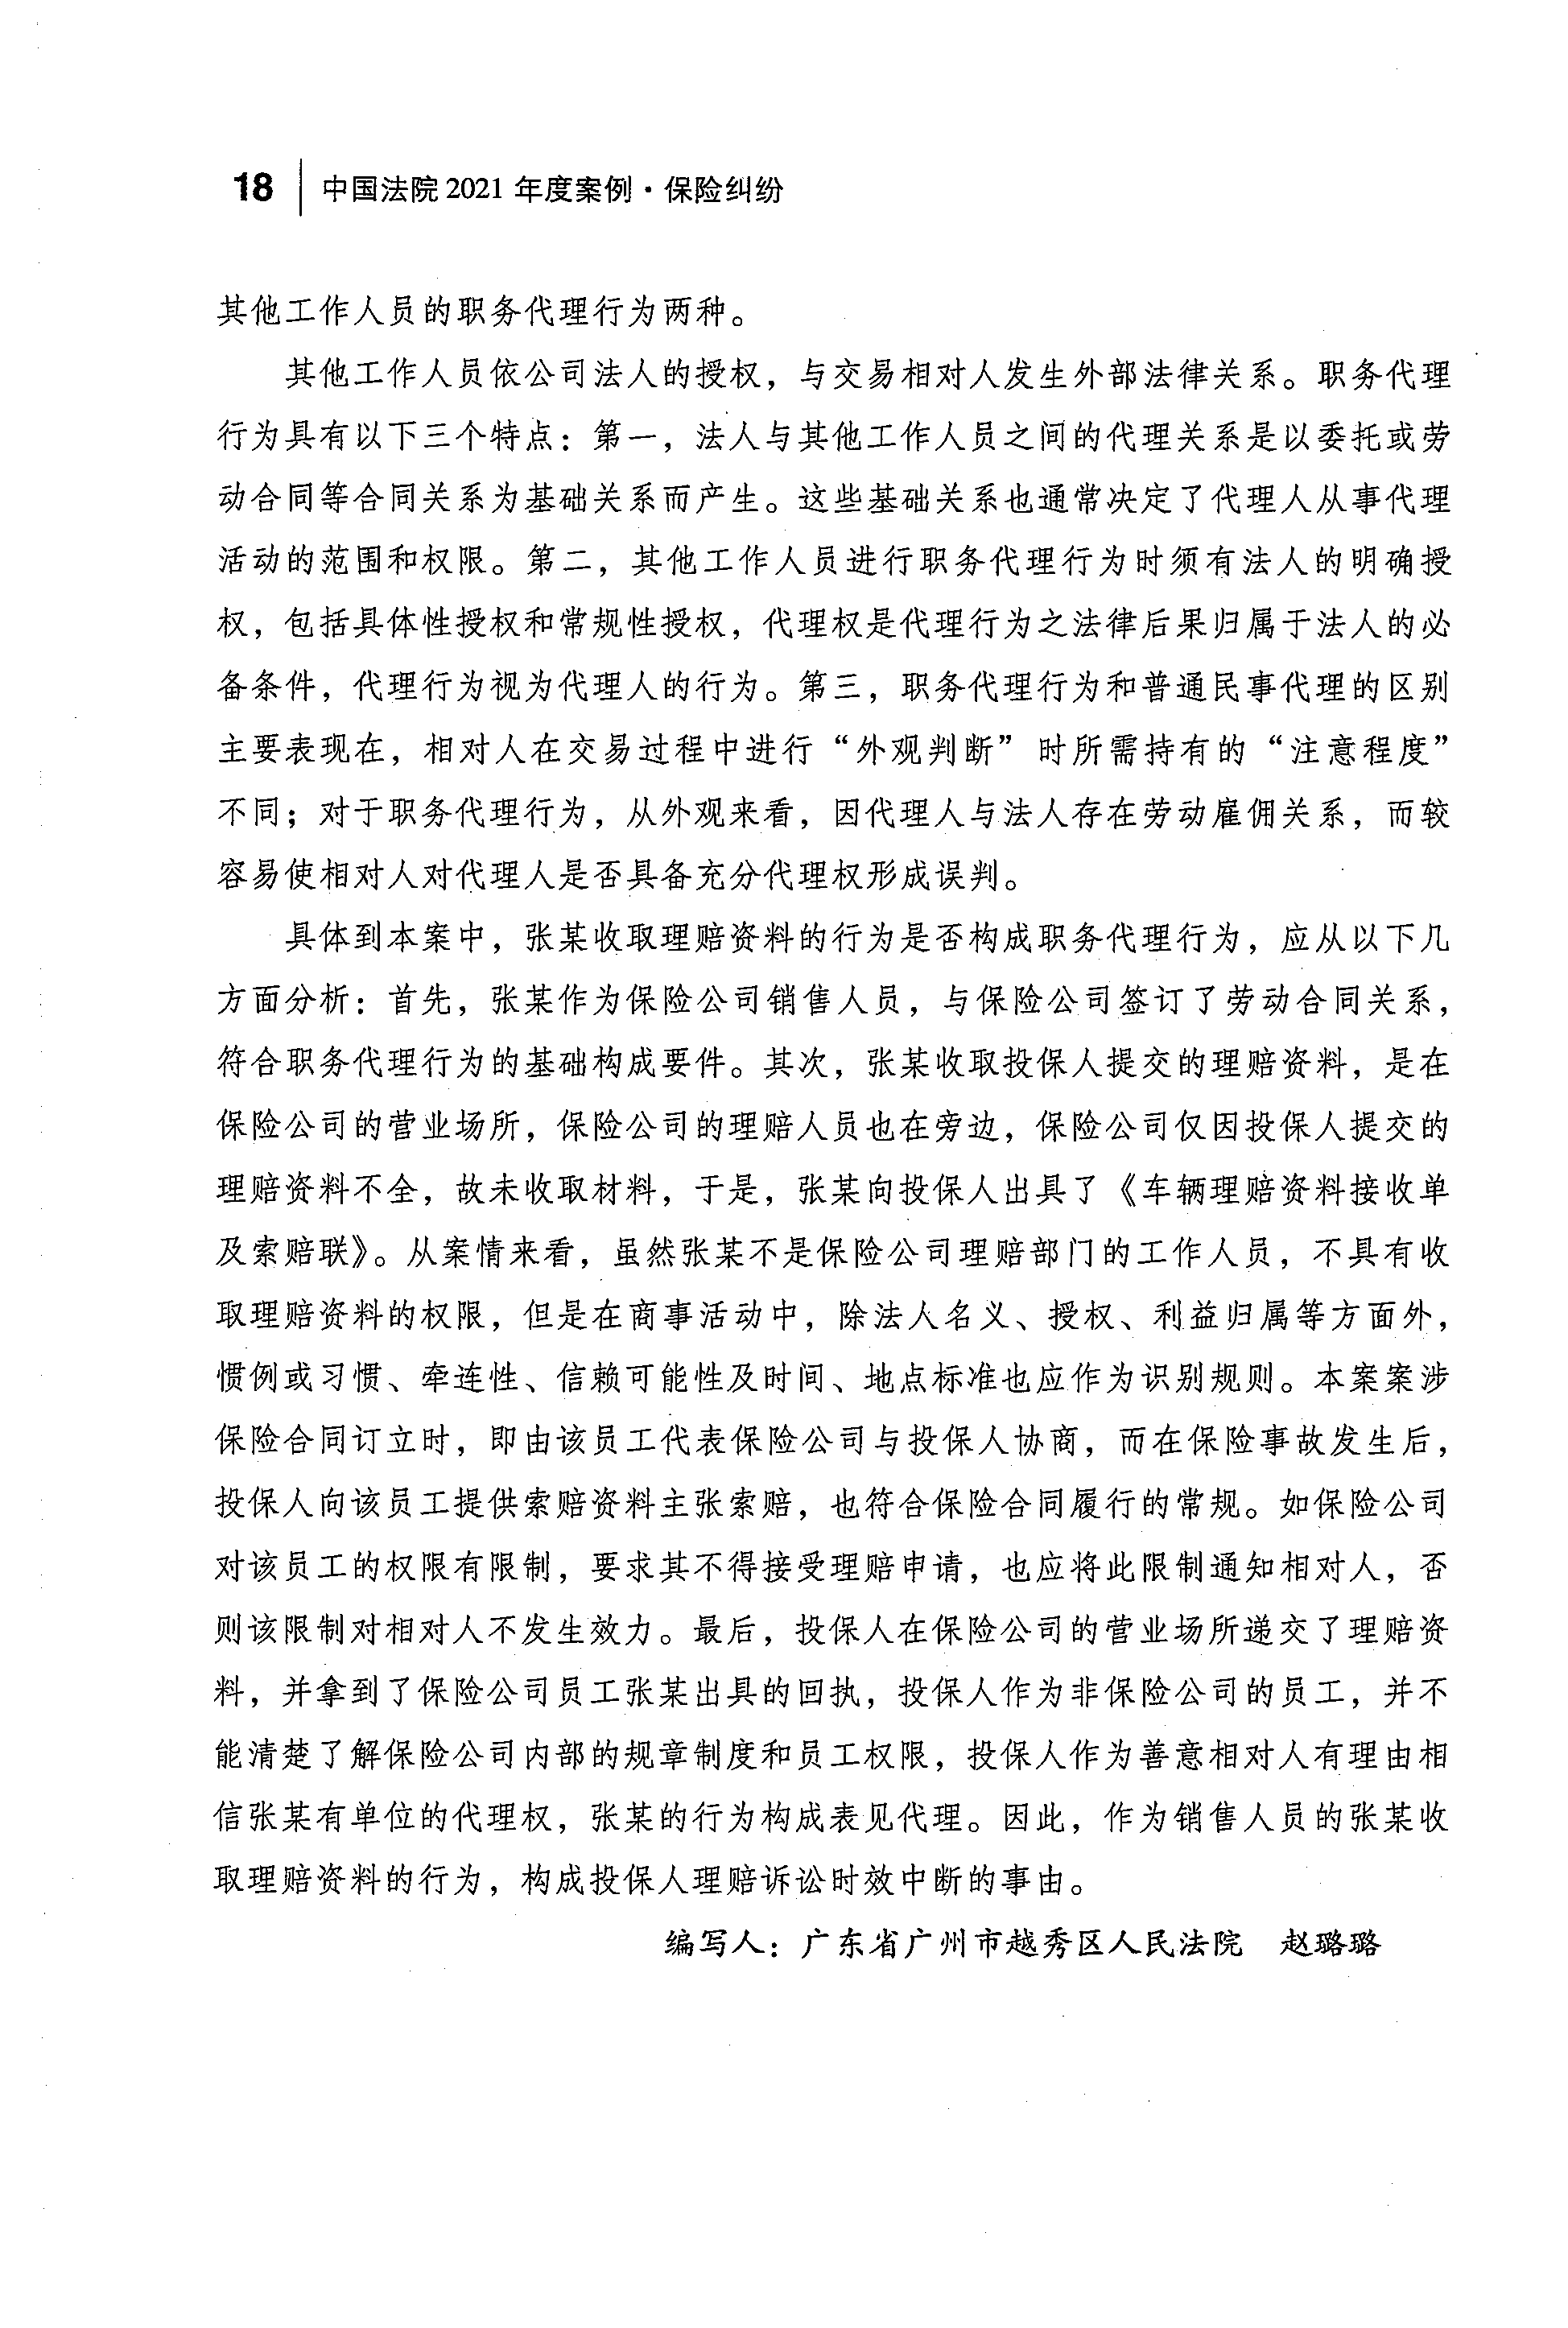 18 中国法院2021年度案例·保险纠纷
其他工作人员的职务代理行为两种。
其他工作人员依公司法人的授权，与交易相对人发生外部法律关系。职务代理
行为具有以下三个特点：第一，法人与其他工作人员之间的代理关系是以委托或劳
动合同等合同关系为基础关系而产生。这些基础关系也通常决定了代理人从事代理
活动的范围和权限。第二，其他工作人员进行职务代理行为时须有法人的明确授
权，包括具体性授权和常规性授权，代理权是代理行为之法律后果归属于法人的必
备条件，代理行为视为代理人的行为。第三，职务代理行为和普通民事代理的区别
主要表现在，相对人在交易过程中进行“外观判断”时所需持有的“注意程度”
不同；对于职务代理行为，从外观来看，因代理人与法人存在劳动雇佣关系，而较
容易使相对人对代理人是否具备充分代理权形成误判。
具体到本案中，张某收取理赔资料的行为是否构成职务代理行为，应从以下几
方面分析：首先，张某作为保险公司销售人员，与保险公司签订了劳动合同关系，
符合职务代理行为的基础构成要件。其次，张某收取投保人提交的理赔资料，是在
保险公司的营业场所，保险公司的理赔人员也在旁边，保险公司仅因投保人提交的
理赔资料不全，故未收取材料，于是，张某向投保人出具了《车辆理赔资料接收单
及索赔联》。从案情来看，虽然张某不是保险公司理赔部门的工作人员，不具有收
取理赔资料的权限，但是在商事活动中，除法人名义、授权、利益归属等方面外，
惯例或习惯、牵连性、信赖可能性及时间、地点标准也应作为识别规则。本案案涉
保险合同订立时，即由该员工代表保险公司与投保人协商，而在保险事故发生后，
投保人向该员工提供索赔资料主张索赔，也符合保险合同履行的常规。如保险公司
对该员工的权限有限制，要求其不得接受理赔申请，也应将此限制通知相对人，否
则该限制对相对人不发生效力。最后，投保人在保险公司的营业场所递交了理赔资
料，并拿到了保险公司员工张某出具的回执，投保人作为非保险公司的员工，并不
能清楚了解保险公司内部的规章制度和员工权限，投保人作为善意相对人有理由相
信张某有单位的代理权，张某的行为构成表见代理。因此，作为销售人员的张某收
取理赔资料的行为，构成投保人理赔诉讼时效中断的事由。
编写人：广东省广州市越秀区人民法院 赵璐璐